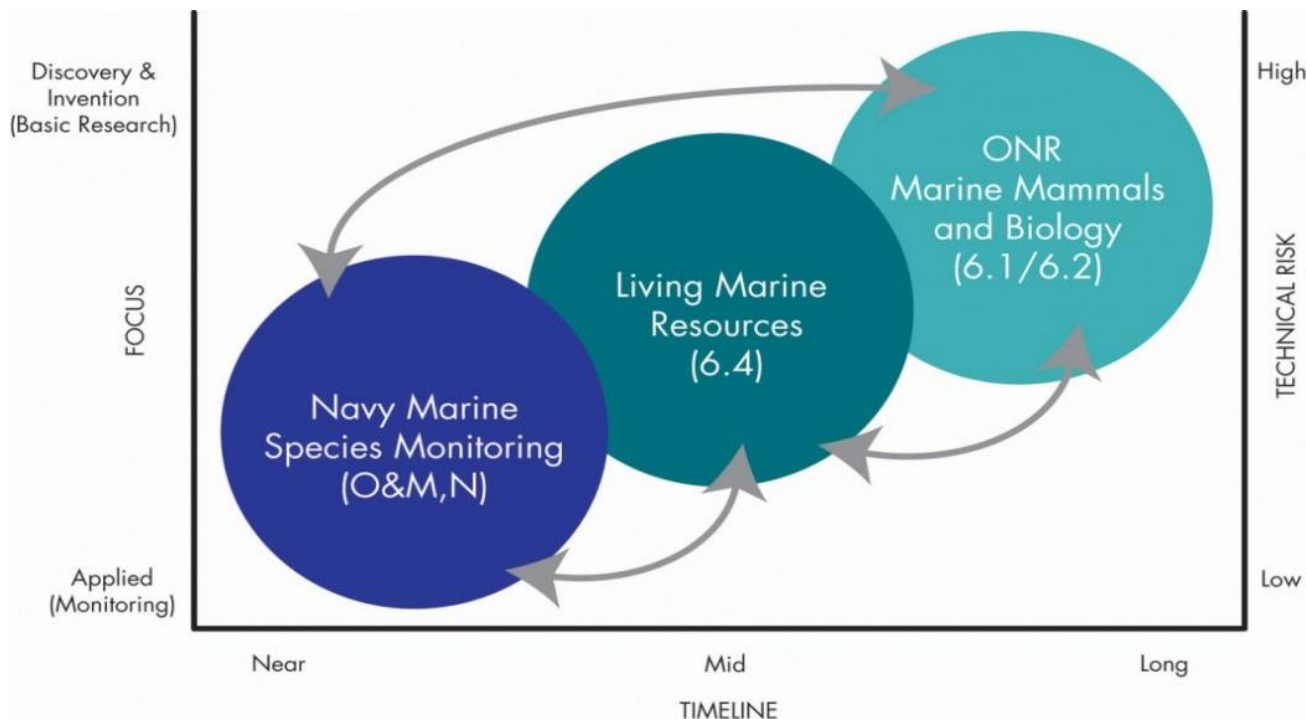 Discovery &
Invention
(Basic Research)
High
ONR
Marine Mammals
and Biology
(6.1/6.2)
Living Marine
Resources
(6.4)
FOCUS
TECHNICAL RISK
Navy Marine
Species Monitoring
(O&M,N)
Applied
(Monitoring)
Low
Near
Mid
Long
TIMELINE